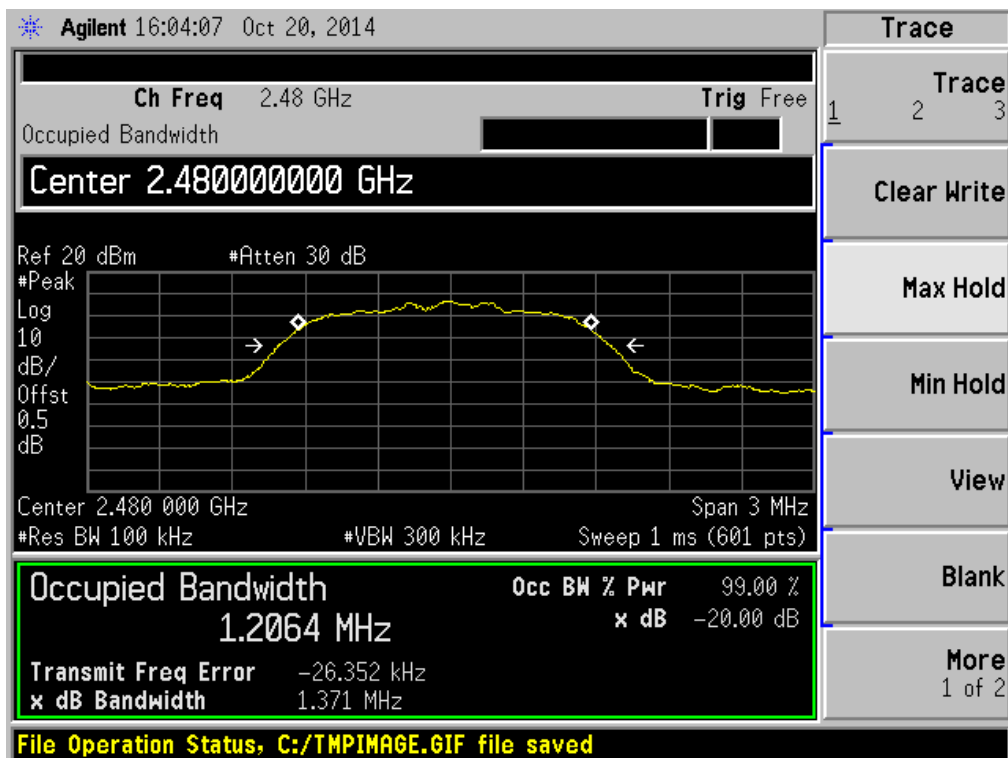 Agilent 16:04:07 Oct 20, 2014
Trace
Ch Freq 2.48 GHz
Trig Free
Occupied Bandwidth
Center 2.480000000 GHz
Ref 20 dBm
#Atten 30 dB
#Peak
Log
10
dB/
Offst
0.5
dB
Center 2.480 000 GHz
Span 3 MHz
#Res BW 100 kHz
#VBW 300 kHz
Sweep 1 ms (601 pts)
Occupied Bandwidth
1.2064 MHz
Occ BW % Pwr 99.00 %
x dB -20.00 dB
Transmit Freq Error -26.352 kHz
x dB Bandwidth 1.371 MHz
Trace
1 2 3
Clear Write
Max Hold
Min Hold
View
Blank
More
1 of 2
File Operation Status, C:/TMPIMAGE.GIF file saved